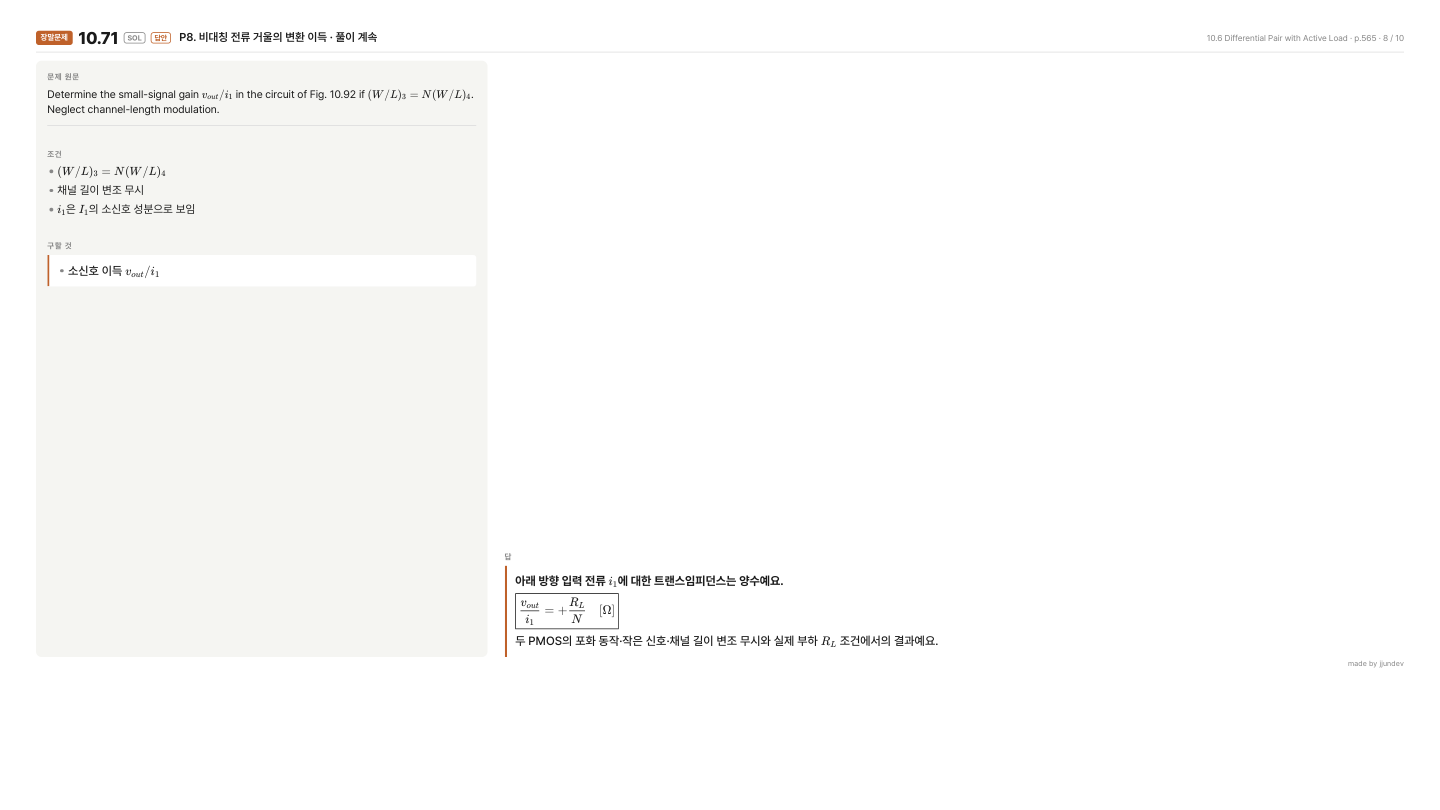 장말문제 10.71 SOL 답안 P8. 비대칭 전류 거울의 변환 이득 · 풀이 계속
10.6 Differential Pair with Active Load · p.565 · 8 / 10
문제 원문
Determine the small-signal gain v_out/i_1 in the circuit of Fig. 10.92 if (W/L)_3 = N(W/L)_4.
Neglect channel-length modulation.
조건
• (W/L)_3 = N(W/L)_4
• 채널 길이 변조 무시
• i_1은 I_1의 소신호 성분으로 보임
구할 것
• 소신호 이득 v_out/i_1
답
아래 방향 입력 전류 i_1에 대한 트랜스임피던스는 양수예요.
v_out/i_1 = +R_L/N [Ω]
두 PMOS의 포화 동작·작은 신호·채널 길이 변조 무시와 실제 부하 R_L 조건에서의 결과예요.
made by jjundev